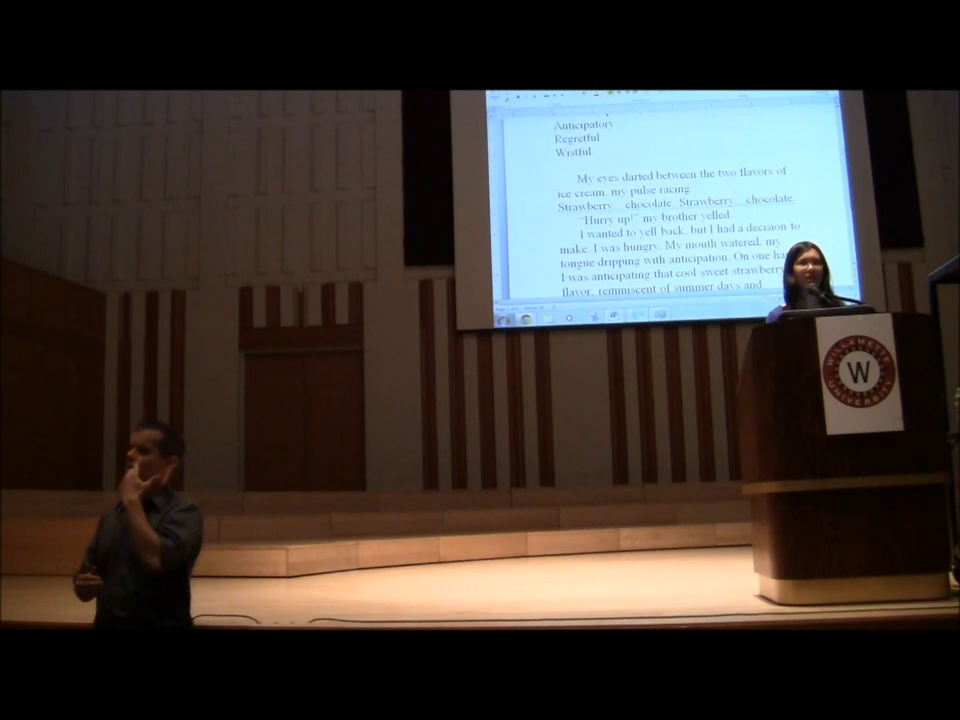 Anticipatory
Regretful
Wistful
My eyes darted between the two flavors of
ice cream, my pulse racing
Strawberry... chocolate. Strawberry... chocolate.
"Hurry up!" my brother yelled.
I wanted to yell back, but I had a decision to
make. I was hungry. My mouth watered, my
tongue dripping with anticipation. On one
I was anticipating that cool sweet strawberry
flavor, reminiscent of summer days and
WILLAMETTE
W
UNIVERSITY